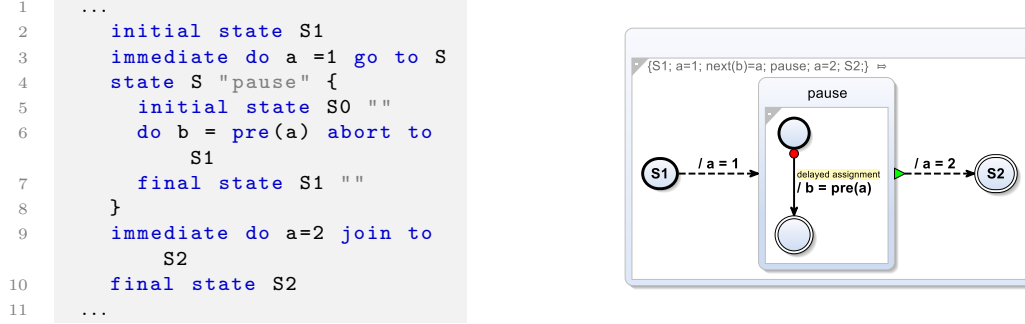 1 ...
2 initial state S1
3 immediate do a =1 go to S
4 state S "pause" {
5 initial state S0 ""
6 do b = pre(a) abort to
S1
7 final state S1 ""
8 }
9 immediate do a=2 join to
S2
10 final state S2
11 ...
{S1; a=1; next(b)=a; pause; a=2; S2;} ⤇
pause
S1
/ a = 1
delayed assignment
/ b = pre(a)
/ a = 2
S2